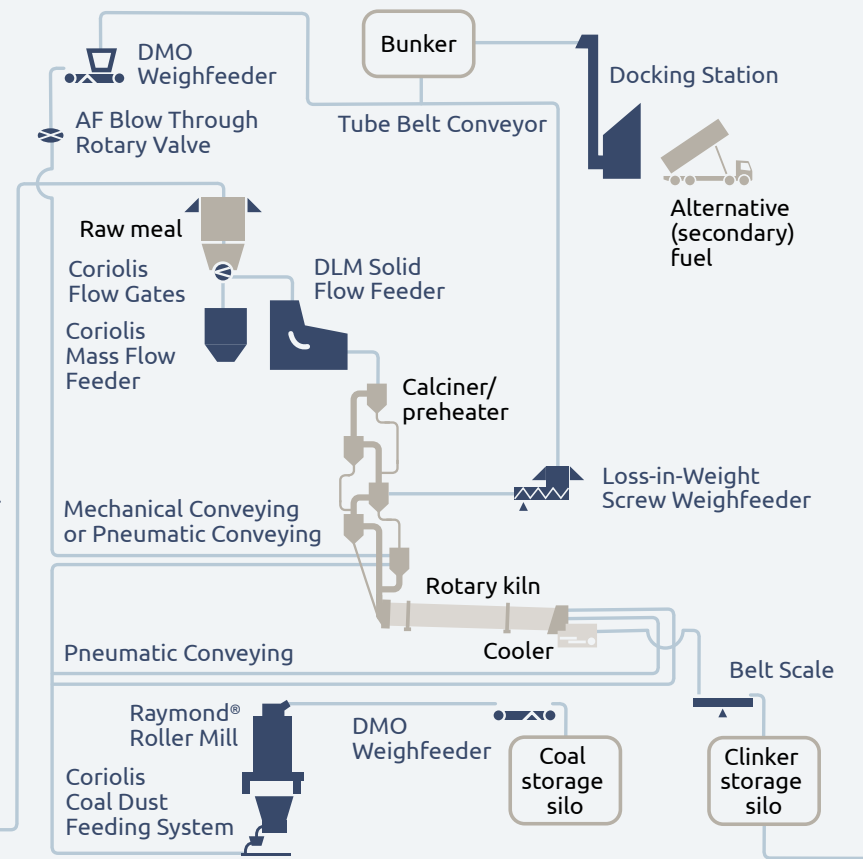 DMO
Weighfeeder
Bunker
Docking Station
AF Blow Through
Rotary Valve
Tube Belt Conveyor
Alternative
(secondary)
fuel
Raw meal
Coriolis
Flow Gates
DLM Solid
Flow Feeder
Coriolis
Mass Flow
Feeder
Calciner/
preheater
Loss-in-Weight
Screw Weighfeeder
Mechanical Conveying
or Pneumatic Conveying
Rotary kiln
Cooler
Pneumatic Conveying
Belt Scale
Raymond®
Roller Mill
DMO
Weighfeeder
Coal
storage
silo
Clinker
storage
silo
Coriolis
Coal Dust
Feeding System